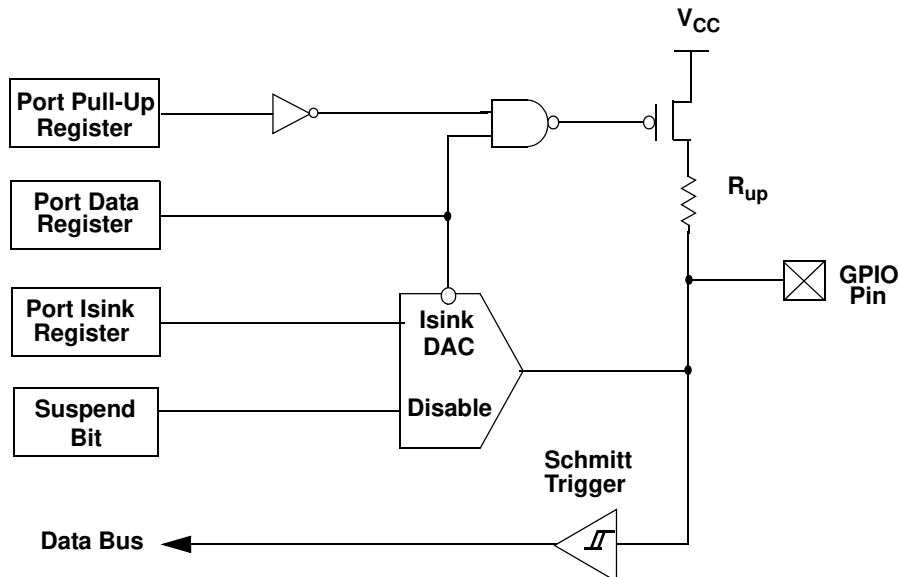 VCC
Port Pull-Up
Register
Port Data
Register
Rup
GPIO
Pin
Port Isink
Register
Isink
DAC
Disable
Suspend
Bit
Schmitt
Trigger
Data Bus